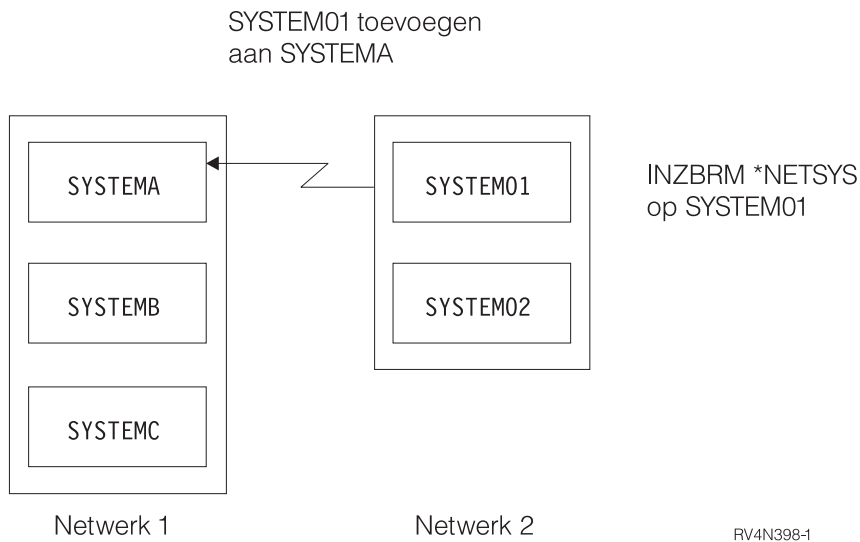 SYSTEM01 toevoegen
aan SYSTEMA
SYSTEMA
SYSTEMB
SYSTEMC
Netwerk 1
SYSTEM01
SYSTEM02
Netwerk 2
INZBRM *NETSYS
op SYSTEM01
RV4N398-1